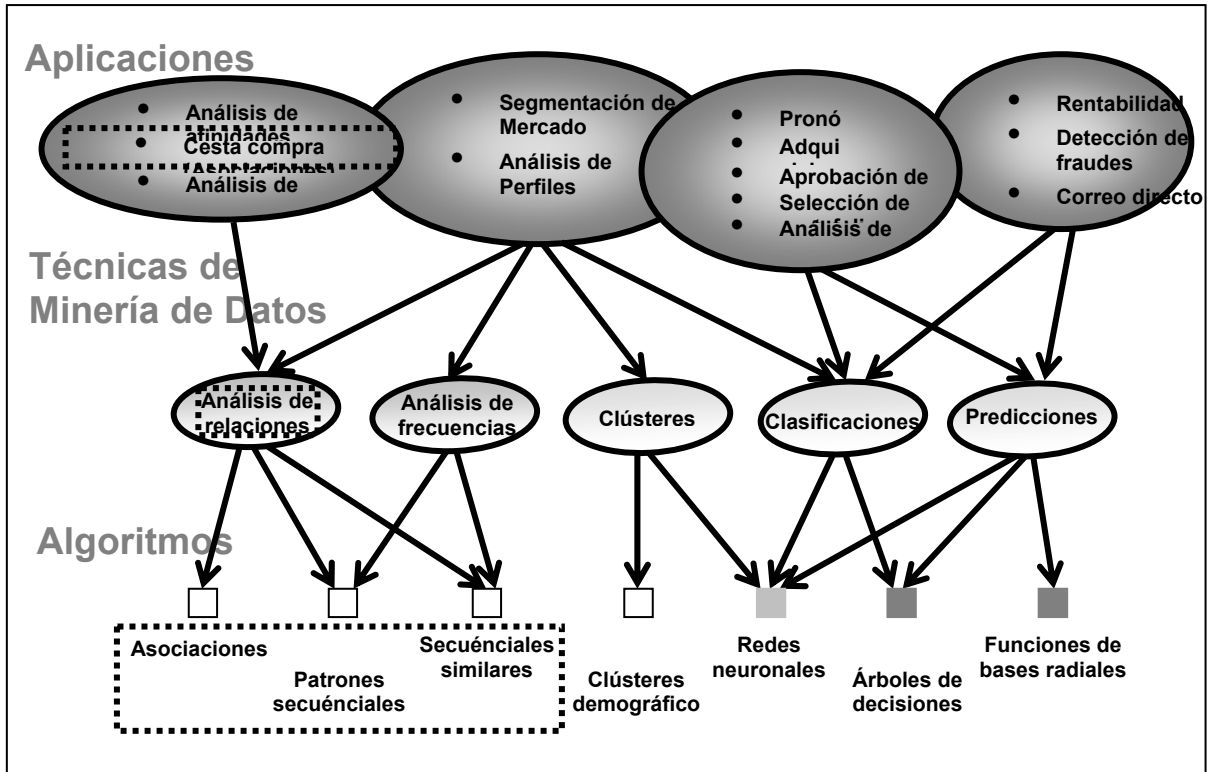 Aplicaciones
Análisis de
afinidades
Cesta compra
(Asociaciones)
Análisis de
Segmentación de
Mercado
Análisis de
Perfiles
Pronó
Adqui
Aprobación de
Selección de
Análisis de
Rentabilidad
Detección de
fraudes
Correo directo
Técnicas de
Minería de Datos
Análisis de
relaciones
Análisis de
frecuencias
Clústeres
Clasificaciones
Predicciones
Algoritmos
Asociaciones
Patrones
secuénciales
Secuénciales
similares
Clústeres
demográfico
Redes
neuronales
Árboles de
decisiones
Funciones de
bases radiales